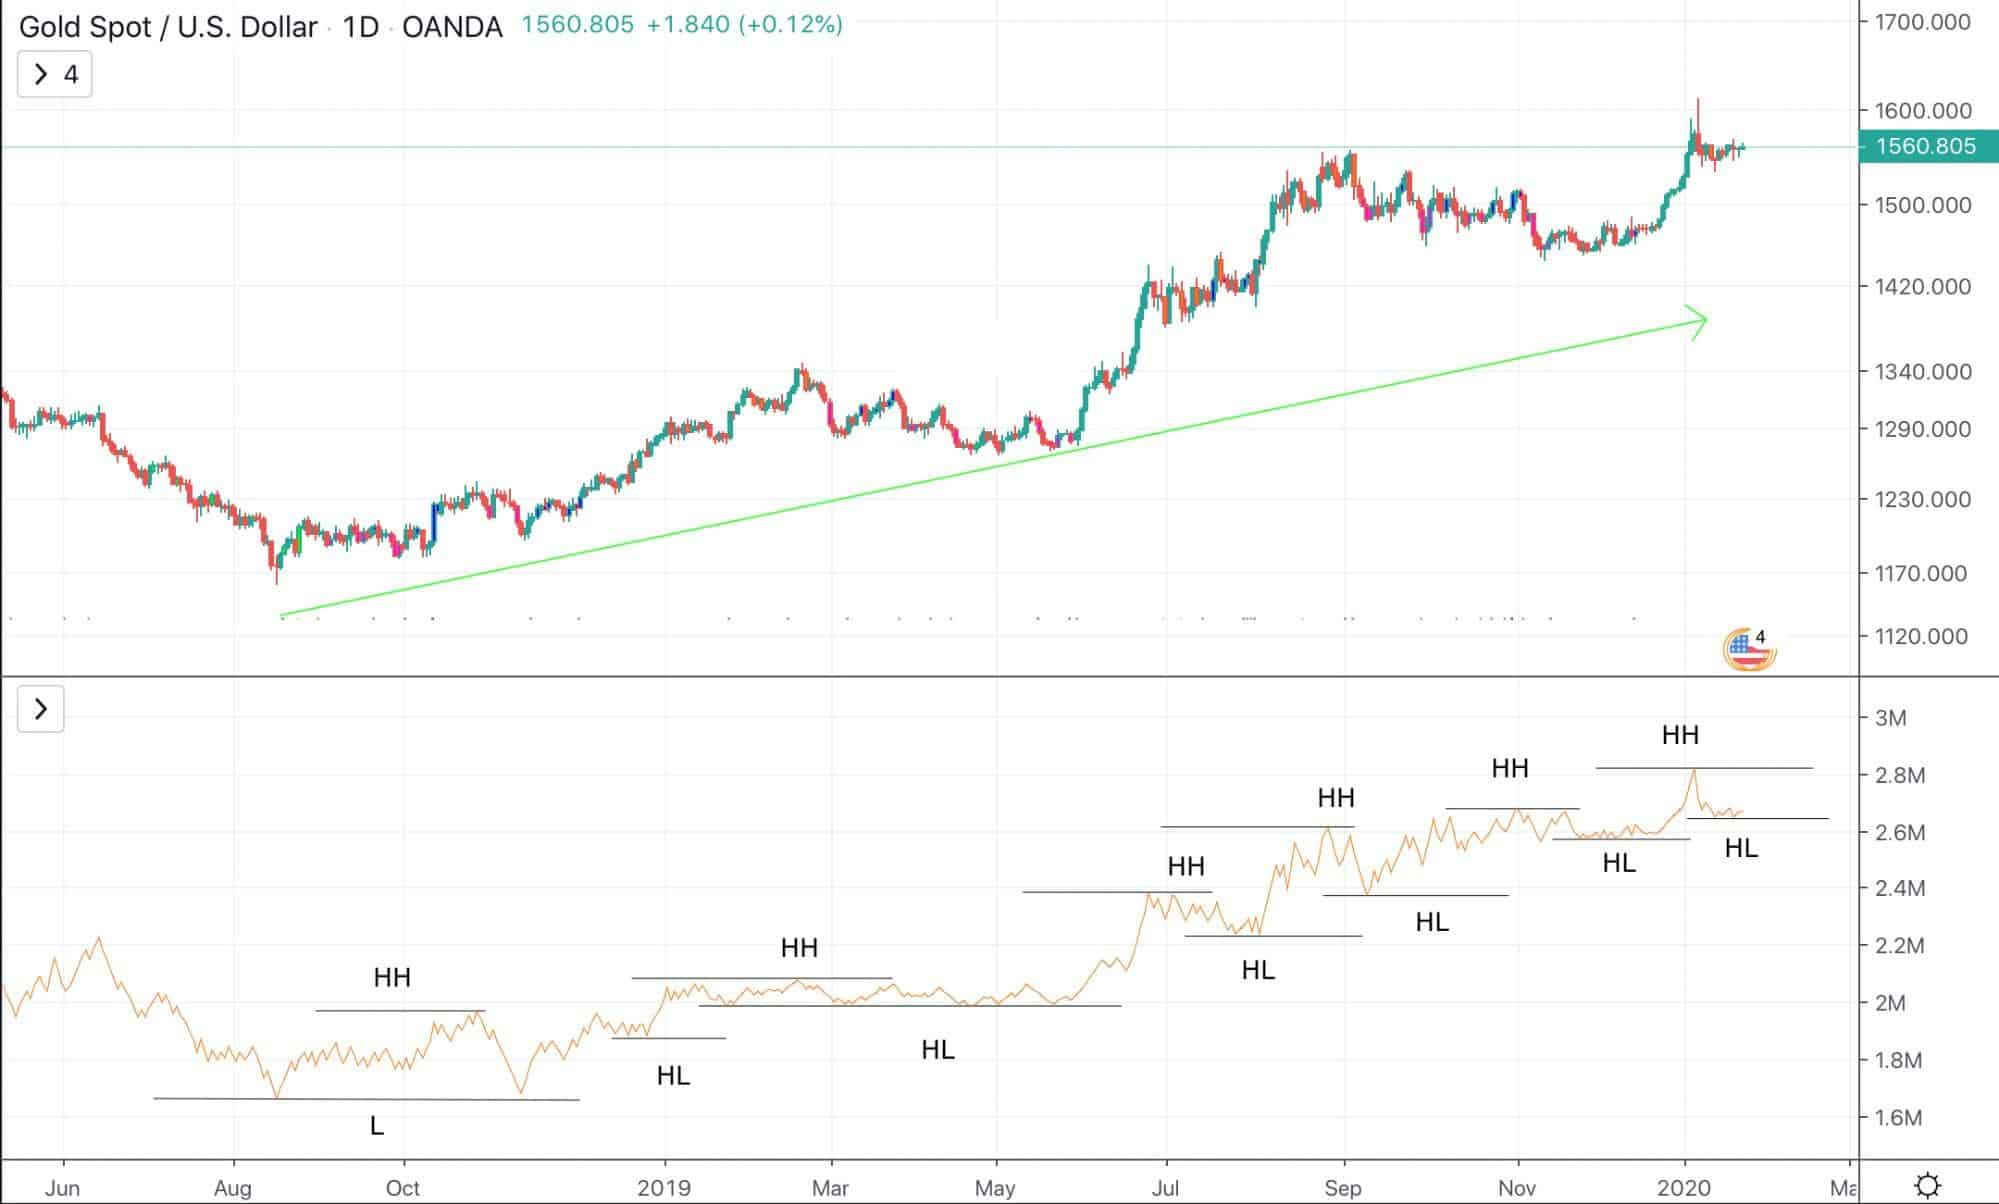 Gold Spot / U.S. Dollar · 1D · OANDA 1560.805 +1.840 (+0.12%)
4
1700.000
1600.000
1560.805
1500.000
1420.000
1340.000
1290.000
1230.000
1170.000
1120.000
4
3M
2.8M
2.6M
2.4M
2.2M
2M
1.8M
1.6M
HH
HH
HH
HH
HH
HH
L
HL
HL
HL
HL
HL
HL
Jun Aug Oct 2019 Mar May Jul Sep Nov 2020 Ma